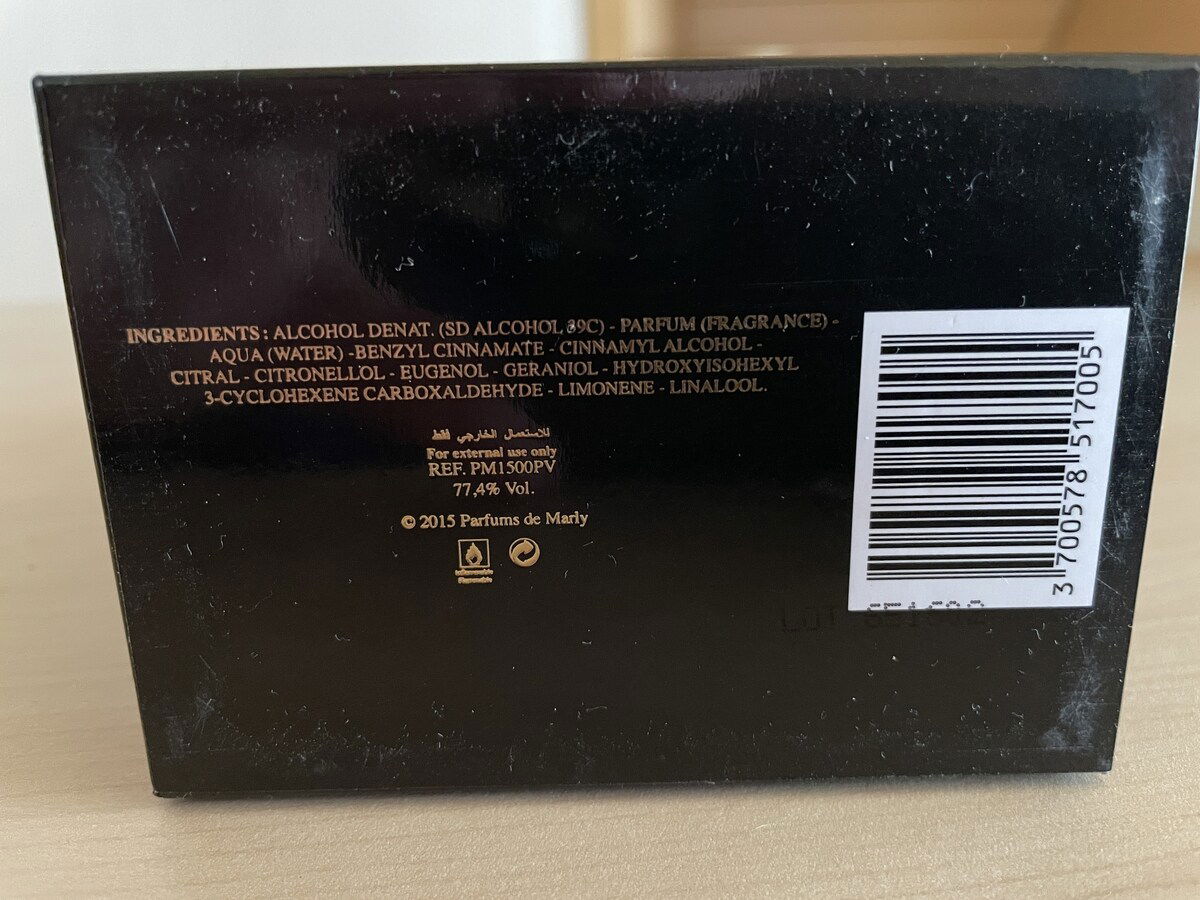 INGREDIENTS : ALCOHOL DENAT. (SD ALCOHOL 39C) - PARFUM (FRAGRANCE) -
AQUA (WATER) -BENZYL CINNAMATE - CINNAMYL ALCOHOL -
CITRAL - CITRONELLOL - EUGENOL - GERANIOL - HYDROXYISOHEXYL
3-CYCLOHEXENE CARBOXALDEHYDE - LIMONENE - LINALOOL.
للاستعمال الخارجي فقط
For external use only
REF. PM1500PV
77,4% Vol.
© 2015 Parfums de Marly
Inflammable
Flammable
3 700578 517005